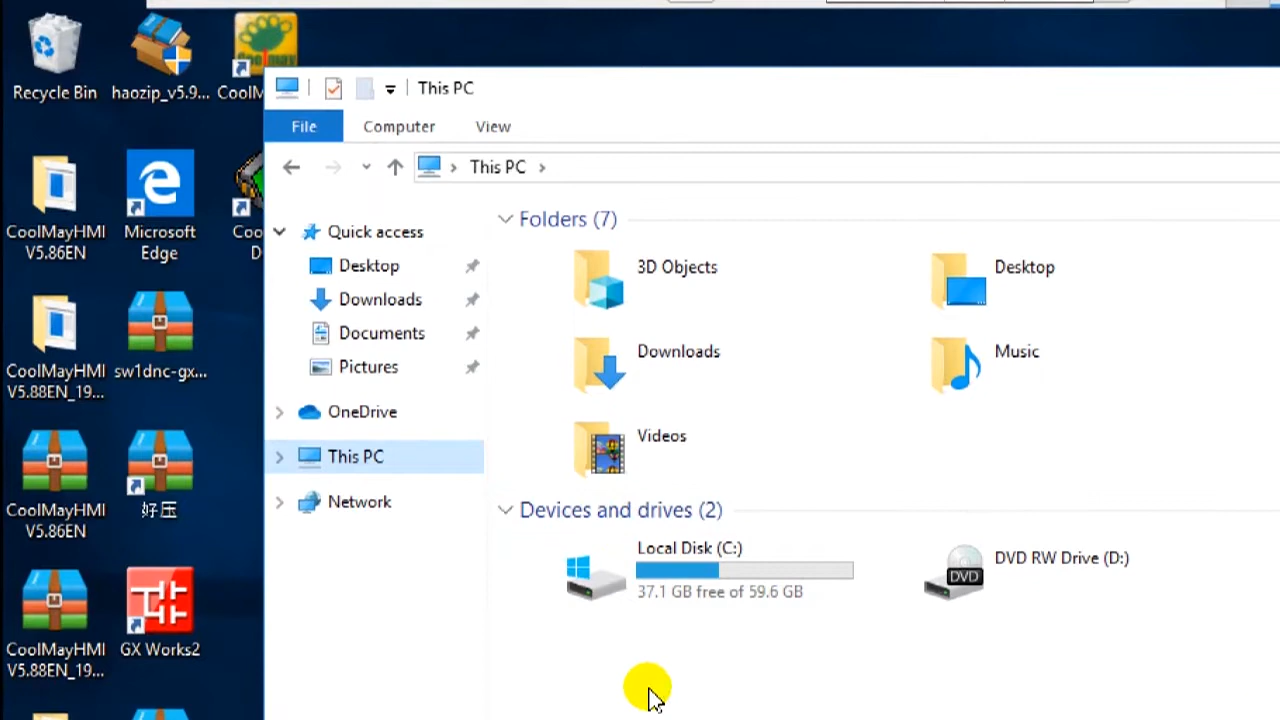 Recycle Bin
haozip_v5.9...
CoolM
CoolMayHMI
V5.86EN
Microsoft
Edge
Coo
D
CoolMayHMI
V5.88EN_19...
sw1dnc-gx...
CoolMayHMI
V5.86EN
好压
CoolMayHMI
V5.88EN_19...
GX Works2
This PC
File
Computer
View
This PC
Quick access
Desktop
Downloads
Documents
Pictures
OneDrive
This PC
Network
Folders (7)
3D Objects
Desktop
Downloads
Music
Videos
Devices and drives (2)
Local Disk (C:)
37.1 GB free of 59.6 GB
DVD
DVD RW Drive (D:)